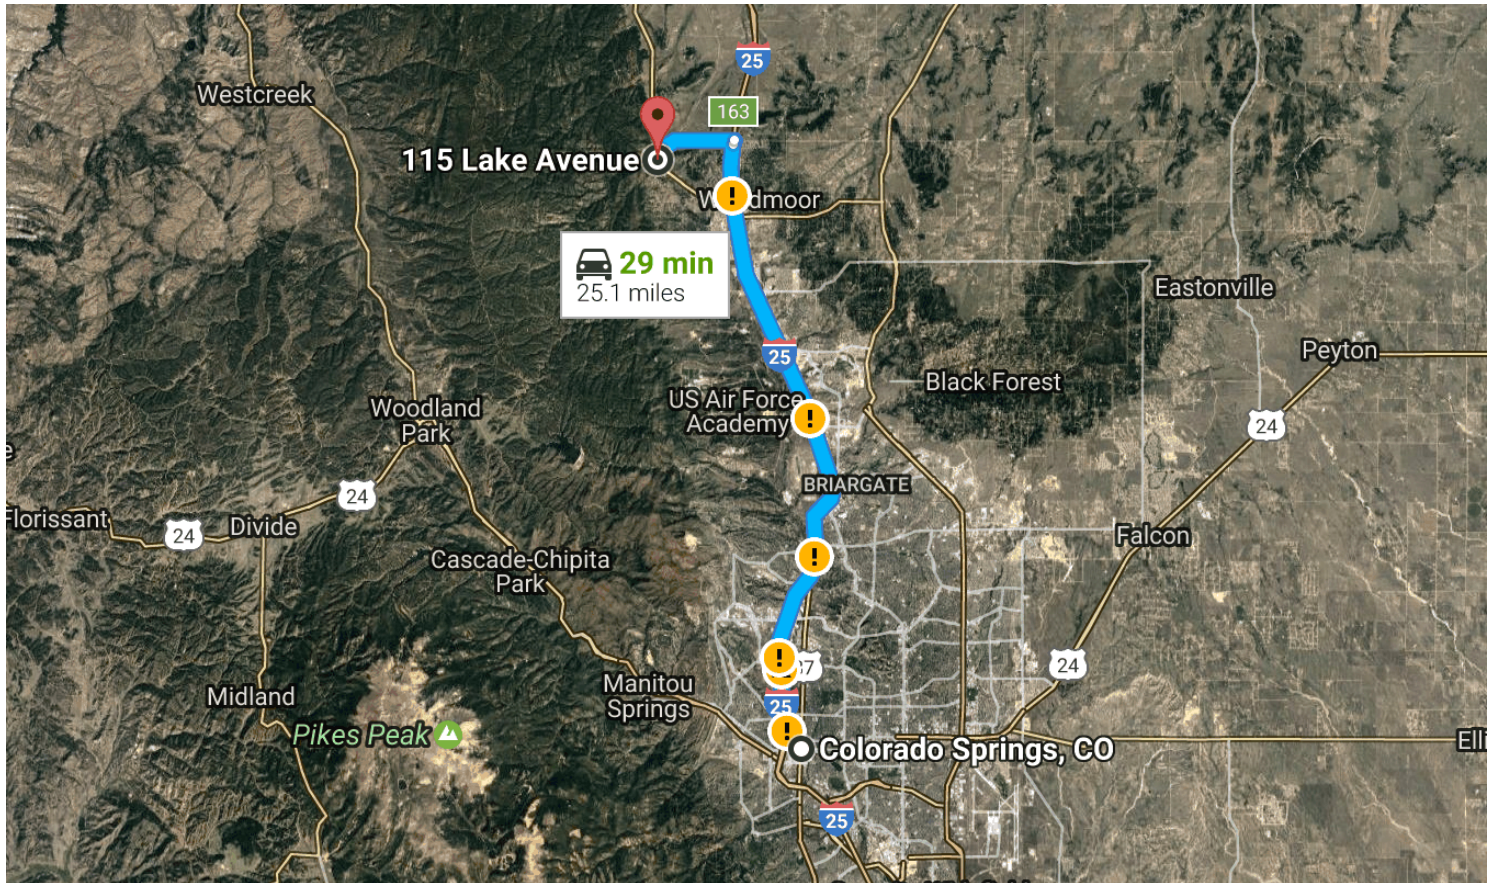 25
Westcreek
163
115 Lake Avenue
!
29 min
25.1 miles
Eastonville
25
Peyton
Black Forest
US Air Force
Academy
!
Woodland
Park
24
BRIARGATE
24
Florissant
24
Divide
Falcon
!
Cascade-Chipita
Park
!
24
Manitou
Springs
Midland
25
Pikes Peak
!
Colorado Springs, CO
25